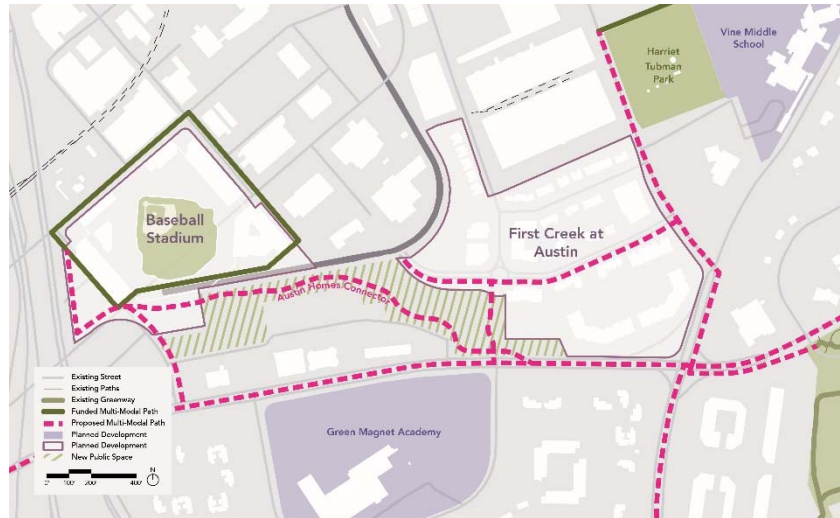 Vine Middle
School
Harriet
Tubman
Park
Baseball
Stadium
First Creek at
Austin
Austin Homes Connector
Green Magnet Academy
Existing Street
Existing Paths
Existing Greenway
Funded Multi-Modal Path
Proposed Multi-Modal Path
Planned Development
Planned Development
New Public Space
0' 100' 200' 400' N